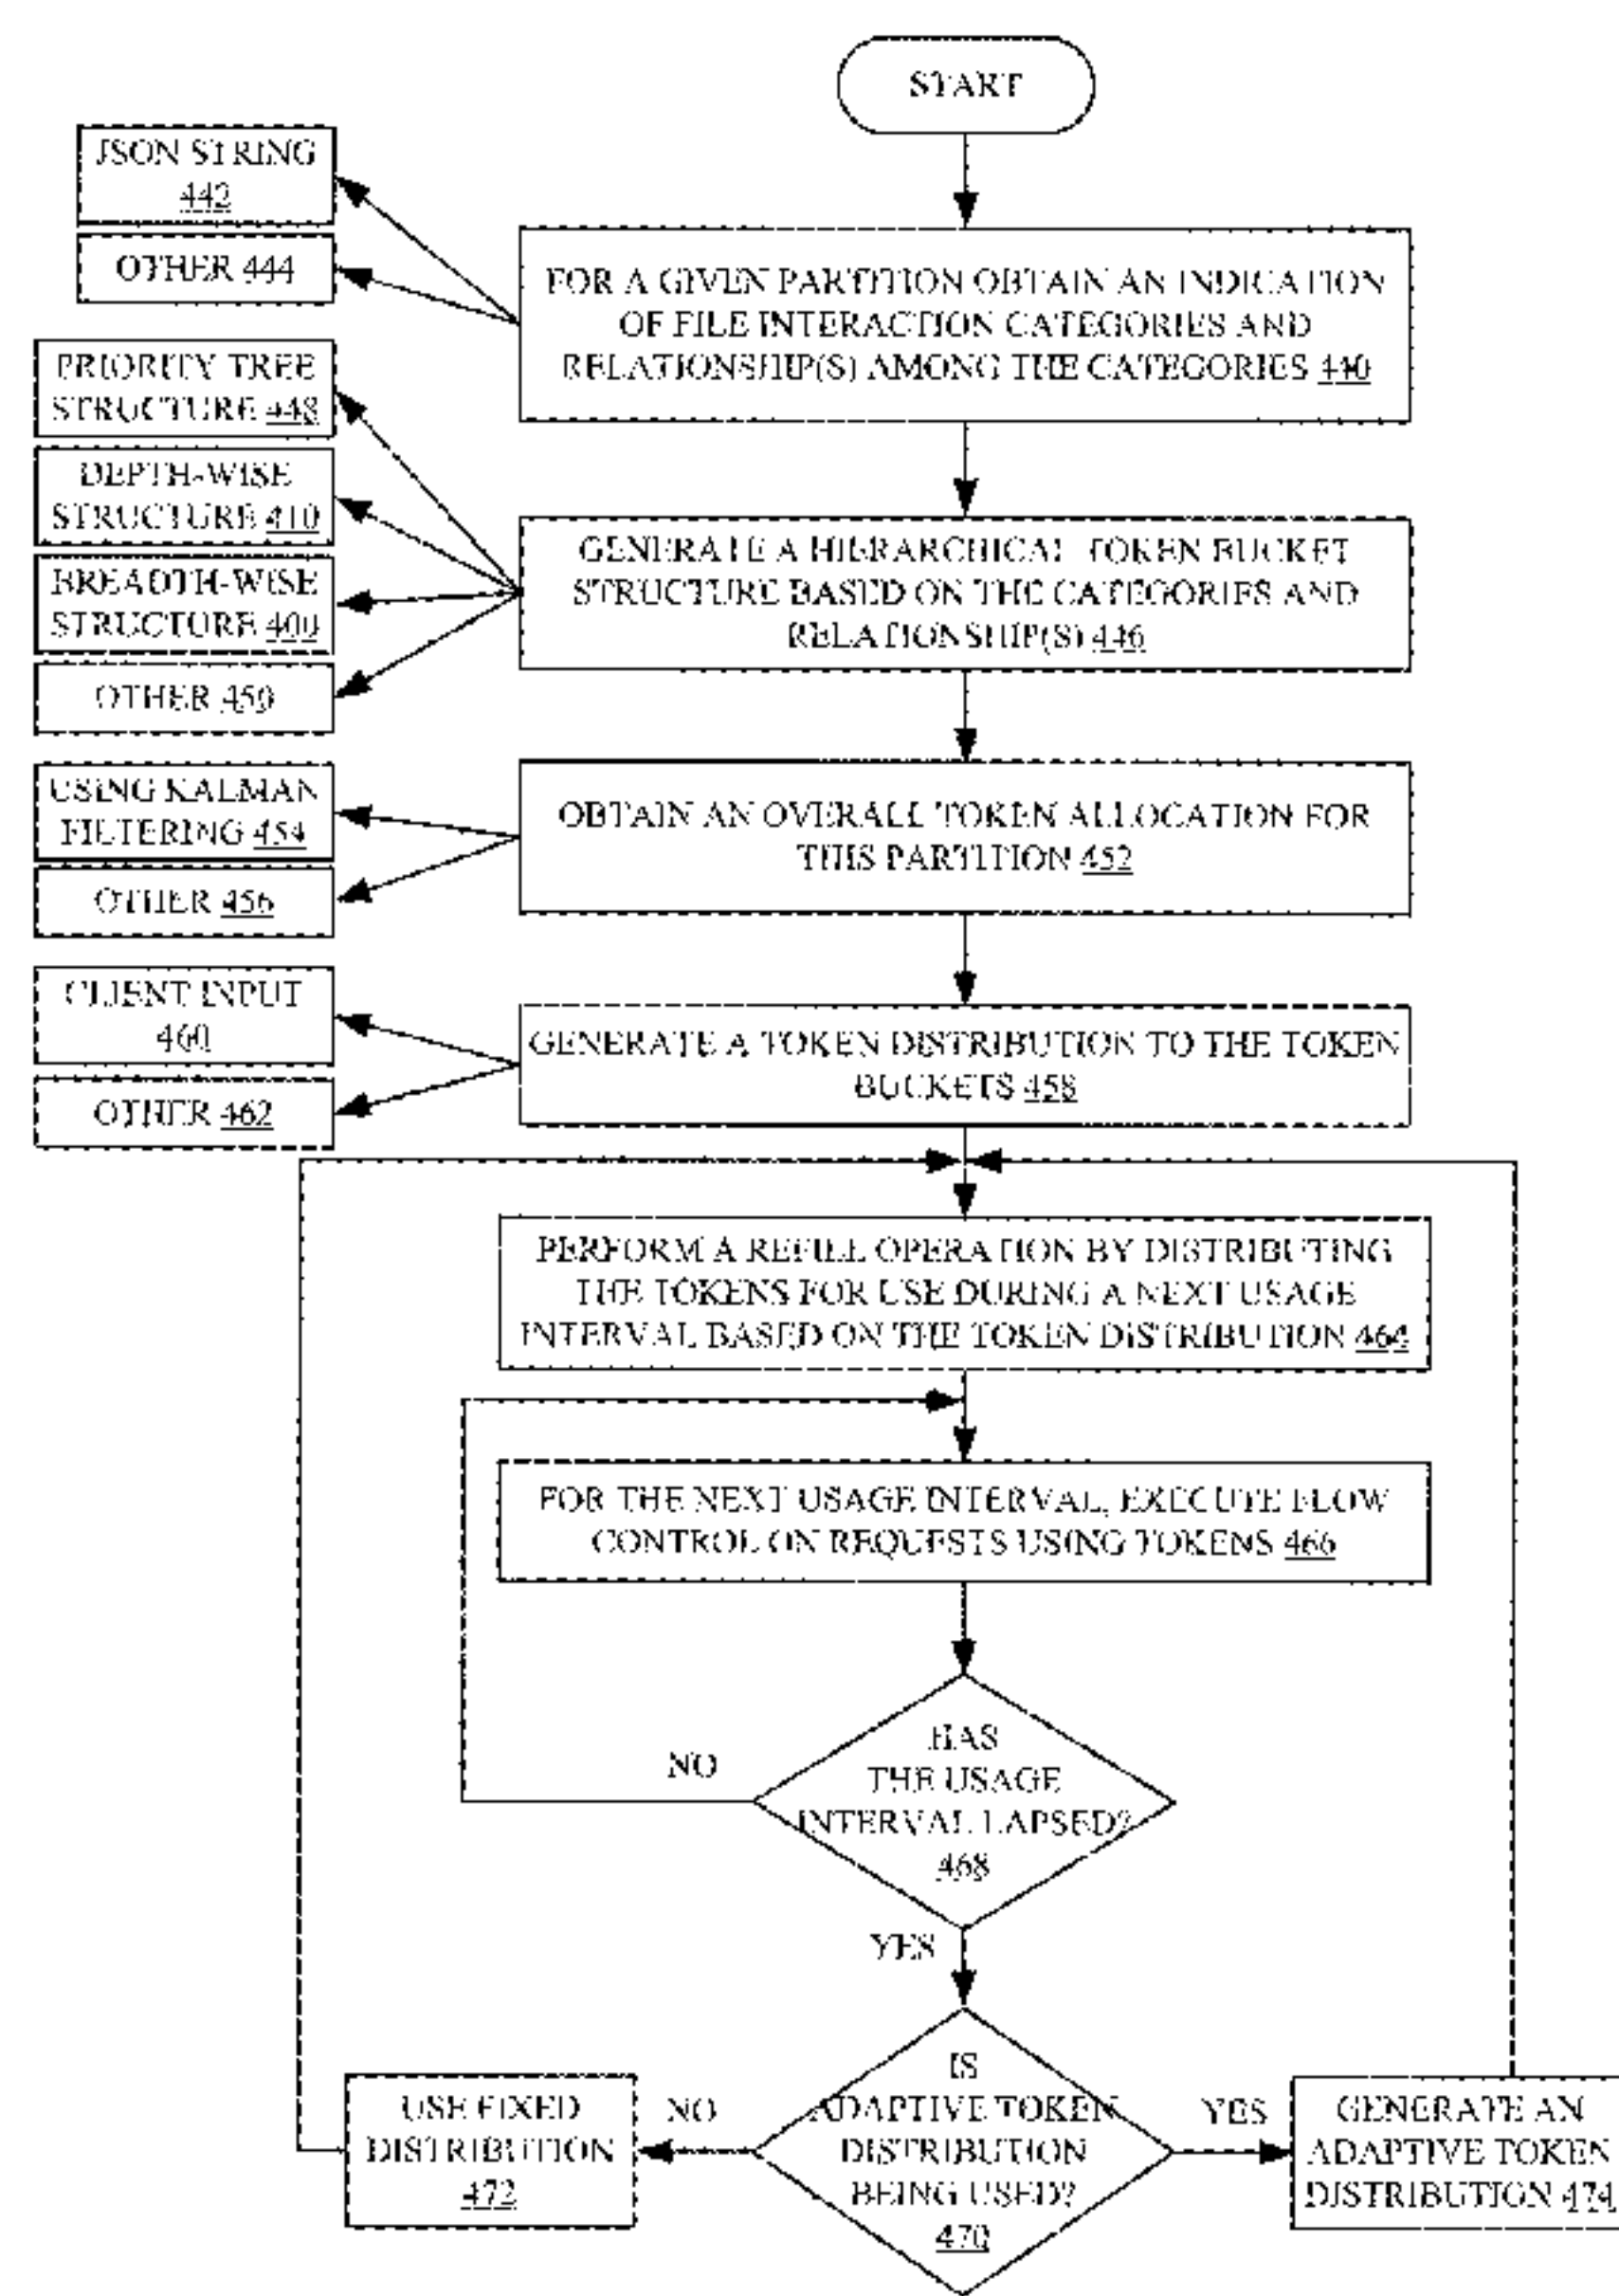 START
JSON STRING
442
OTHER 444
FOR A GIVEN PARTITION OBTAIN AN INDICATION
OF FILE INTERACTION CATEGORIES AND
RELATIONSHIP(S) AMONG THE CATEGORIES 440
PRIORITY TREE
STRUCTURE 448
DEPTH-WISE
STRUCTURE 410
BREADTH-WISE
STRUCTURE 400
OTHER 450
GENERATE A HIERARCHICAL TOKEN BUCKET
STRUCTURE BASED ON THE CATEGORIES AND
RELATIONSHIP(S) 446
USING KALMAN
FILTERING 454
OTHER 456
OBTAIN AN OVERALL TOKEN ALLOCATION FOR
THIS PARTITION 452
CLIENT INPUT
460
OTHER 462
GENERATE A TOKEN DISTRIBUTION TO THE TOKEN
BUCKETS 458
PERFORM A REFILL OPERATION BY DISTRIBUTING
THE TOKENS FOR USE DURING A NEXT USAGE
INTERVAL BASED ON THE TOKEN DISTRIBUTION 464
FOR THE NEXT USAGE INTERVAL, EXECUTE FLOW
CONTROL ON REQUESTS USING TOKENS 466
HAS
THE USAGE
INTERVAL LAPSED?
468
NO
YES
IS
ADAPTIVE TOKEN
DISTRIBUTION
BEING USED?
470
NO
YES
USE FIXED
DISTRIBUTION
472
GENERATE AN
ADAPTIVE TOKEN
DISTRIBUTION 474